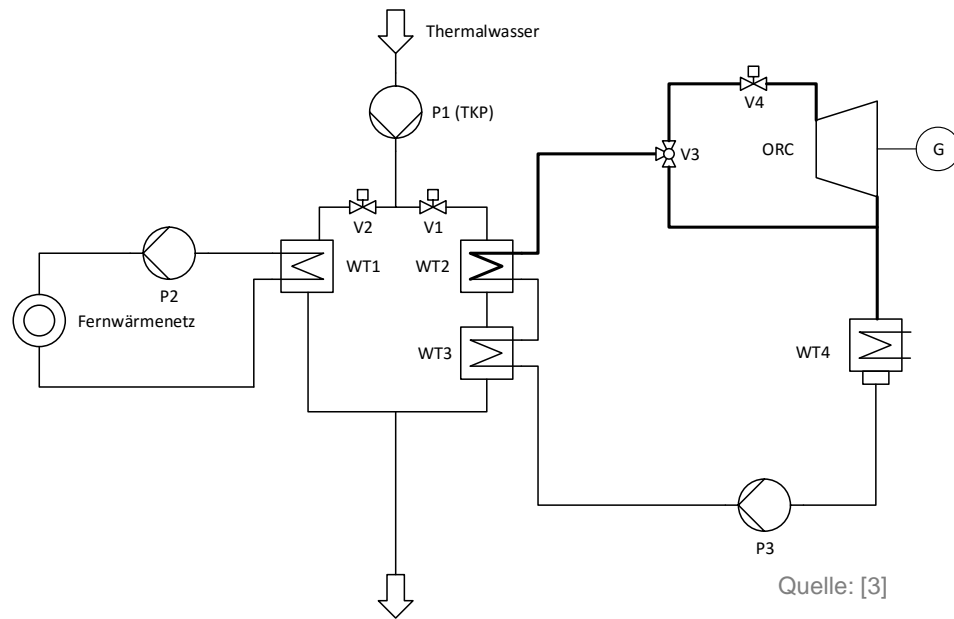 Thermalwasser
P1 (TKP)
V4
ORC
G
V3
V2
V1
WT1
WT2
P2
Fernwärmenetz
WT3
WT4
P3
Quelle: [3]